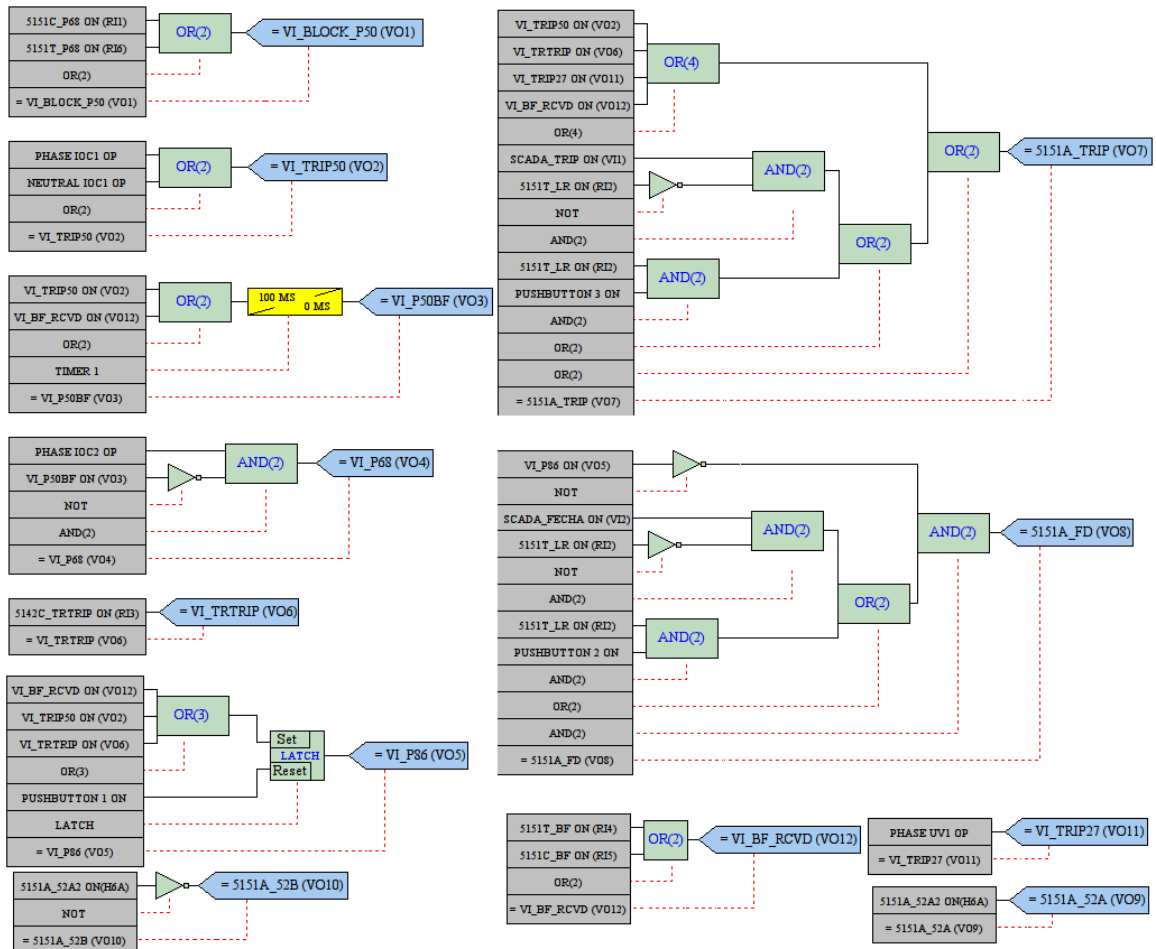 5151C_P68 ON (RI1)
5151T_P68 ON (RI6)
OR(2)
= VI_BLOCK_P50 (VO1)
OR(2)
= VI_BLOCK_P50 (VO1)
PHASE IOC1 OP
NEUTRAL IOC1 OP
OR(2)
= VI_TRIP50 (VO2)
OR(2)
= VI_TRIP50 (VO2)
VI_TRIP50 ON (VO2)
VI_BF_RCVD ON (VO12)
OR(2)
TIMER 1
= VI_P50BF (VO3)
OR(2)
100 MS
0 MS
= VI_P50BF (VO3)
PHASE IOC2 OP
VI_P50BF ON (VO3)
NOT
AND(2)
= VI_P68 (VO4)
AND(2)
= VI_P68 (VO4)
5142C_TRTRIP ON (RI3)
= VI_TRTRIP (VO6)
= VI_TRTRIP (VO6)
VI_BF_RCVD ON (VO12)
VI_TRIP50 ON (VO2)
VI_TRTRIP ON (VO6)
OR(3)
PUSHBUTTON 1 ON
LATCH
= VI_P86 (VO5)
OR(3)
Set
LATCH
Reset
= VI_P86 (VO5)
5151A_52A2 ON(H6A)
NOT
= 5151A_52B (VO10)
= 5151A_52B (VO10)
VI_TRIP50 ON (VO2)
VI_TRTRIP ON (VO6)
VI_TRIP27 ON (VO11)
VI_BF_RCVD ON (VO12)
OR(4)
SCADA_TRIP ON (VI1)
5151T_LR ON (RI2)
NOT
AND(2)
5151T_LR ON (RI2)
PUSHBUTTON 3 ON
AND(2)
OR(2)
OR(2)
= 5151A_TRIP (VO7)
OR(4)
AND(2)
AND(2)
OR(2)
OR(2)
= 5151A_TRIP (VO7)
VI_P86 ON (VO5)
NOT
SCADA_FECHA ON (VI2)
5151T_LR ON (RI2)
NOT
AND(2)
5151T_LR ON (RI2)
PUSHBUTTON 2 ON
AND(2)
OR(2)
AND(2)
= 5151A_FD (VO8)
AND(2)
AND(2)
OR(2)
AND(2)
= 5151A_FD (VO8)
5151T_BF ON (RI4)
5151C_BF ON (RI5)
OR(2)
= VI_BF_RCVD (VO12)
OR(2)
= VI_BF_RCVD (VO12)
PHASE UV1 OP
= VI_TRIP27 (VO11)
= VI_TRIP27 (VO11)
5151A_52A2 ON(H6A)
= 5151A_52A (VO9)
= 5151A_52A (VO9)